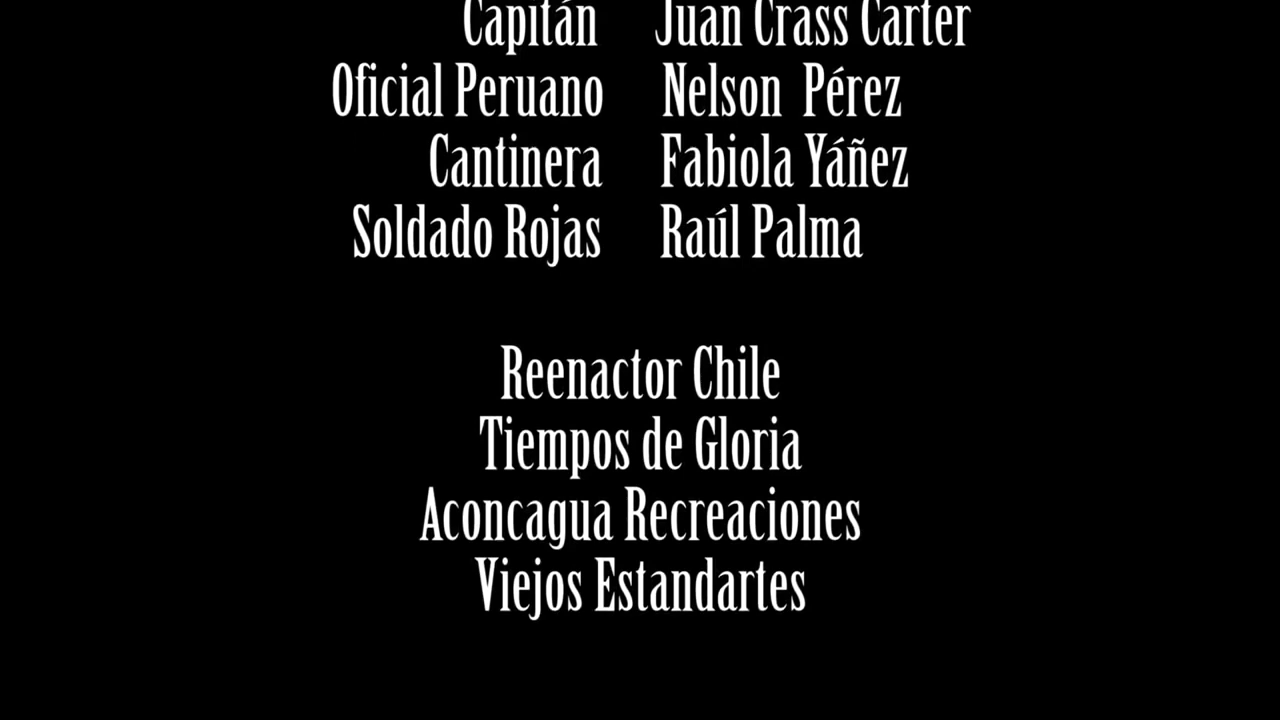 Capitán Juan Crass Carter
Oficial Peruano Nelson Pérez
Cantinera Fabiola Yáñez
Soldado Rojas Raúl Palma
Reenactor Chile
Tiempos de Gloria
Aconcagua Recreaciones
Viejos Estandartes